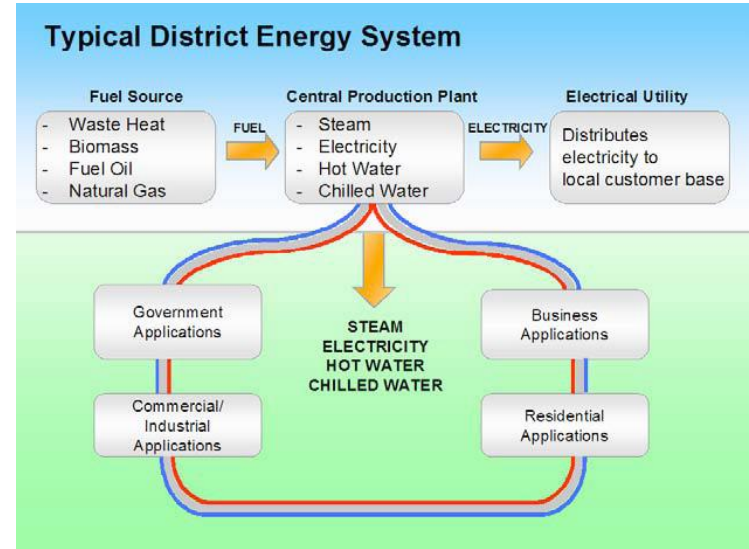 Typical District Energy System
Fuel Source
- Waste Heat
- Biomass
- Fuel Oil
- Natural Gas
FUEL
Central Production Plant
- Steam
- Electricity
- Hot Water
- Chilled Water
ELECTRICITY
Electrical Utility
Distributes
electricity to
local customer base
Government
Applications
STEAM
ELECTRICITY
HOT WATER
CHILLED WATER
Business
Applications
Commercial/
Industrial
Applications
Residential
Applications